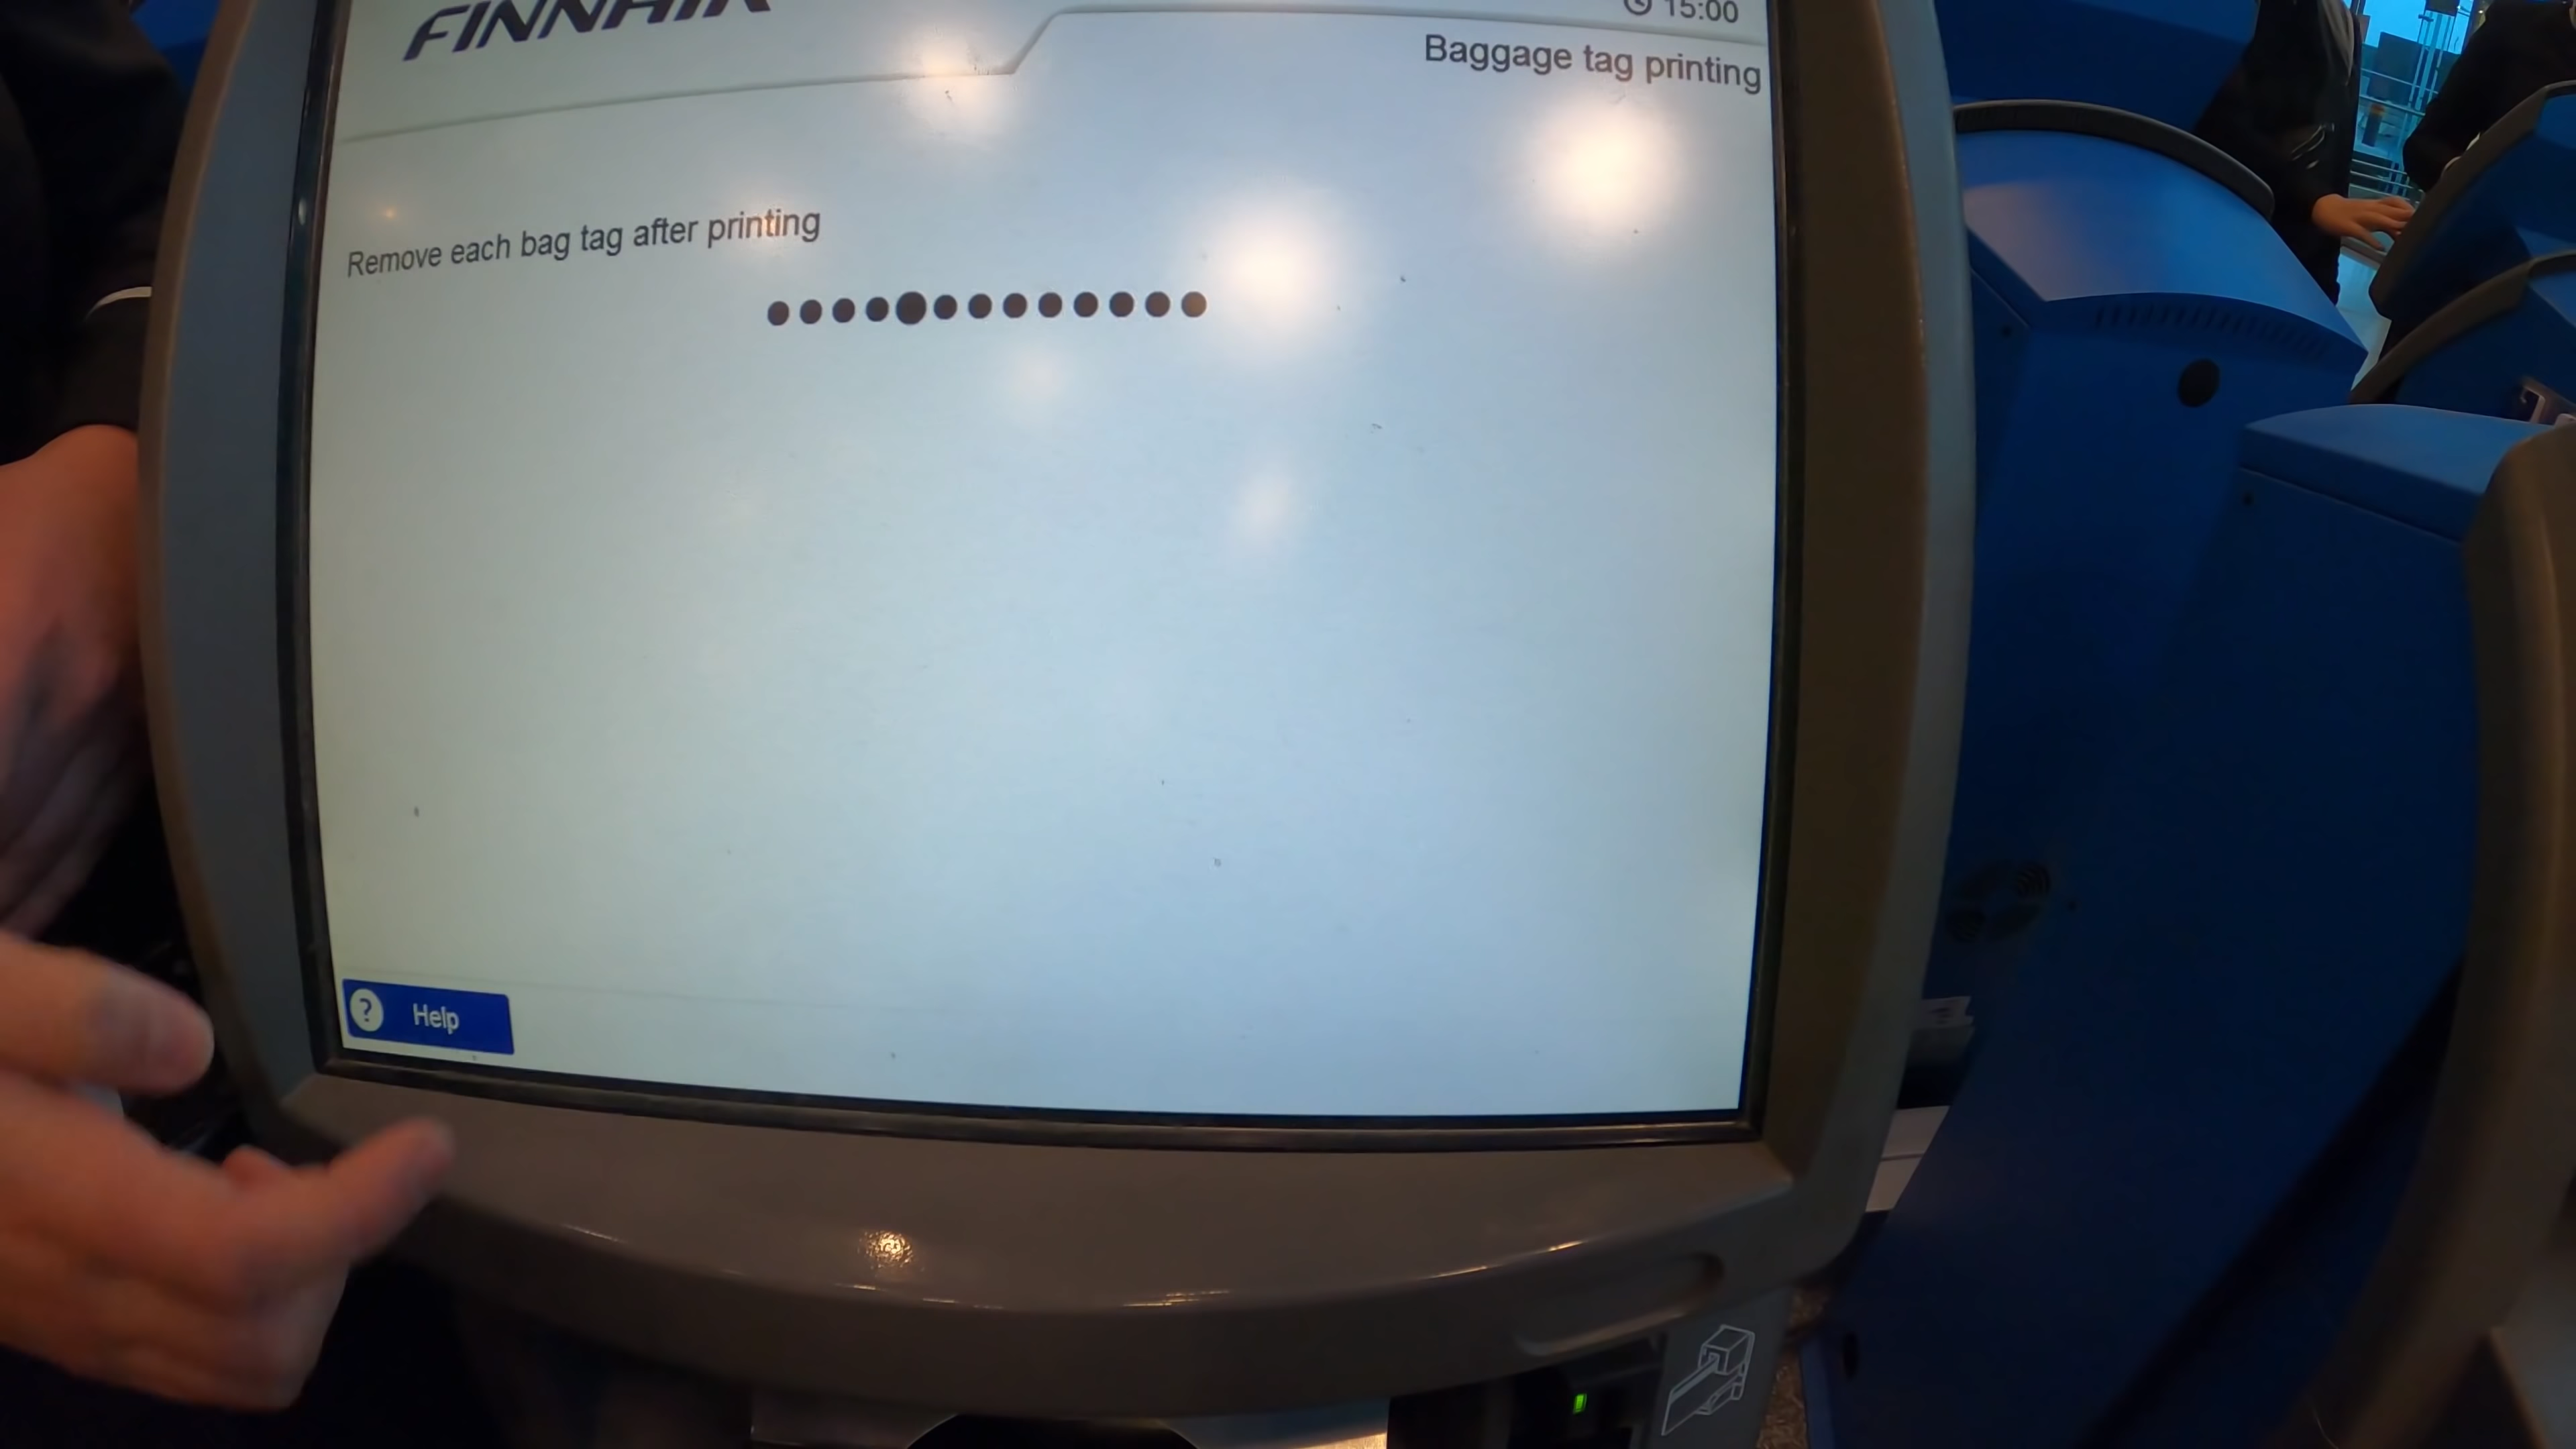 FINNAIR
15:00
Baggage tag printing
Remove each bag tag after printing
? Help